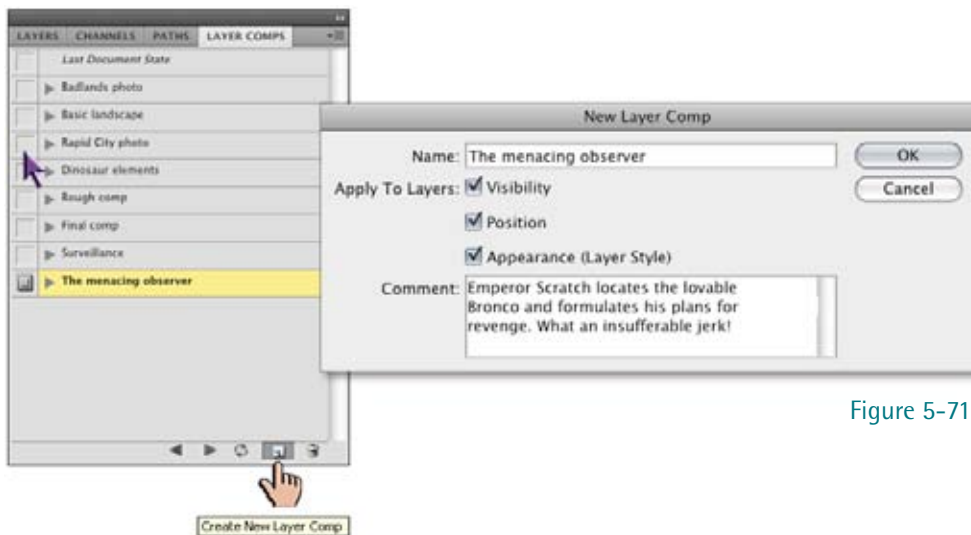 LAYERS CHANNELS PATHS LAYER COMPS
Last Document State
Badlands photo
Basic landscape
Rapid City photo
Dinosaur elements
Rough comp
Final comp
Surveillance
The menacing observer
Create New Layer Comp
New Layer Comp
Name: The menacing observer
OK
Apply To Layers: Visibility
Cancel
Position
Appearance (Layer Style)
Comment: Emperor Scratch locates the lovable
Bronco and formulates his plans for
revenge. What an insufferable jerk!
Figure 5-71